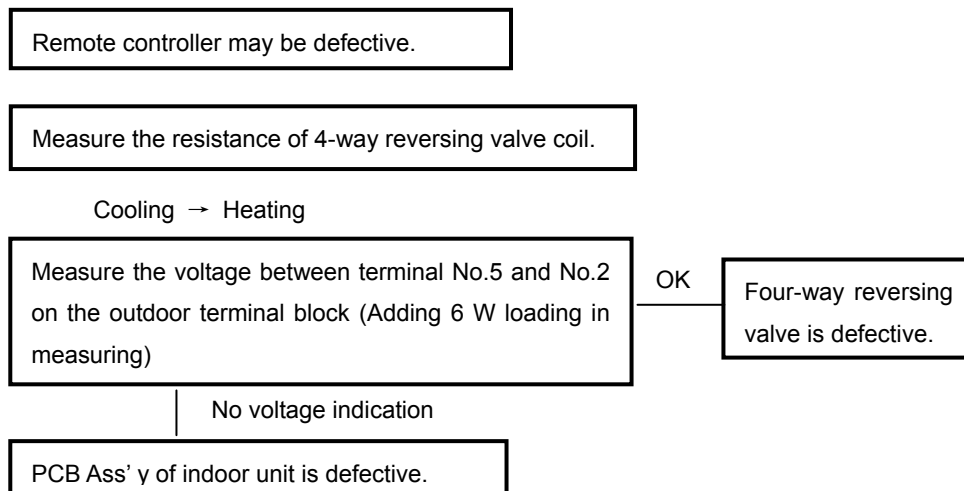 Remote controller may be defective.
Measure the resistance of 4-way reversing valve coil.
Cooling → Heating
Measure the voltage between terminal No.5 and No.2
on the outdoor terminal block (Adding 6 W loading in
measuring)
OK
Four-way reversing
valve is defective.
No voltage indication
PCB Ass' y of indoor unit is defective.